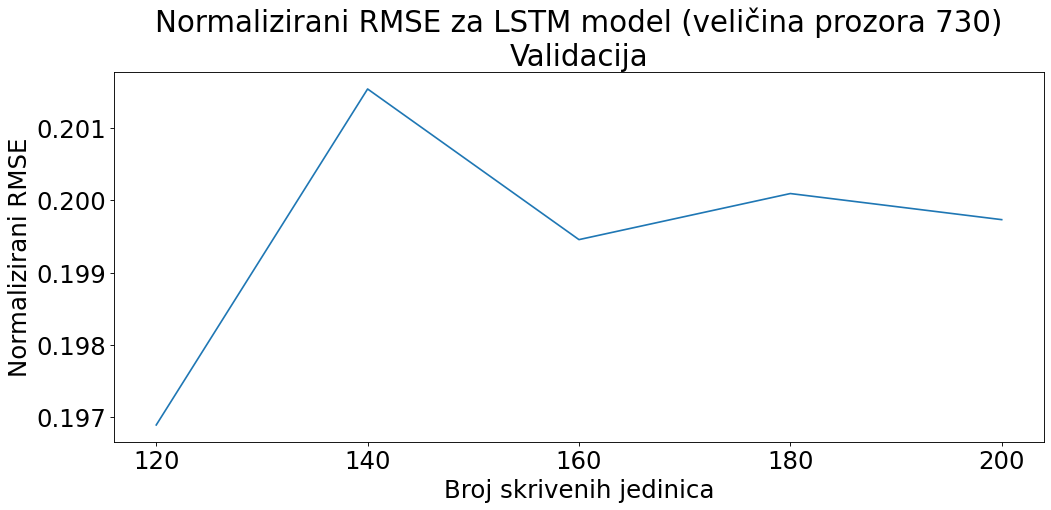 Normalizirani RMSE za LSTM model (veličina prozora 730)
Validacija
Normalizirani RMSE
0.201
0.200
0.199
0.198
0.197
120 140 160 180 200
Broj skrivenih jedinica